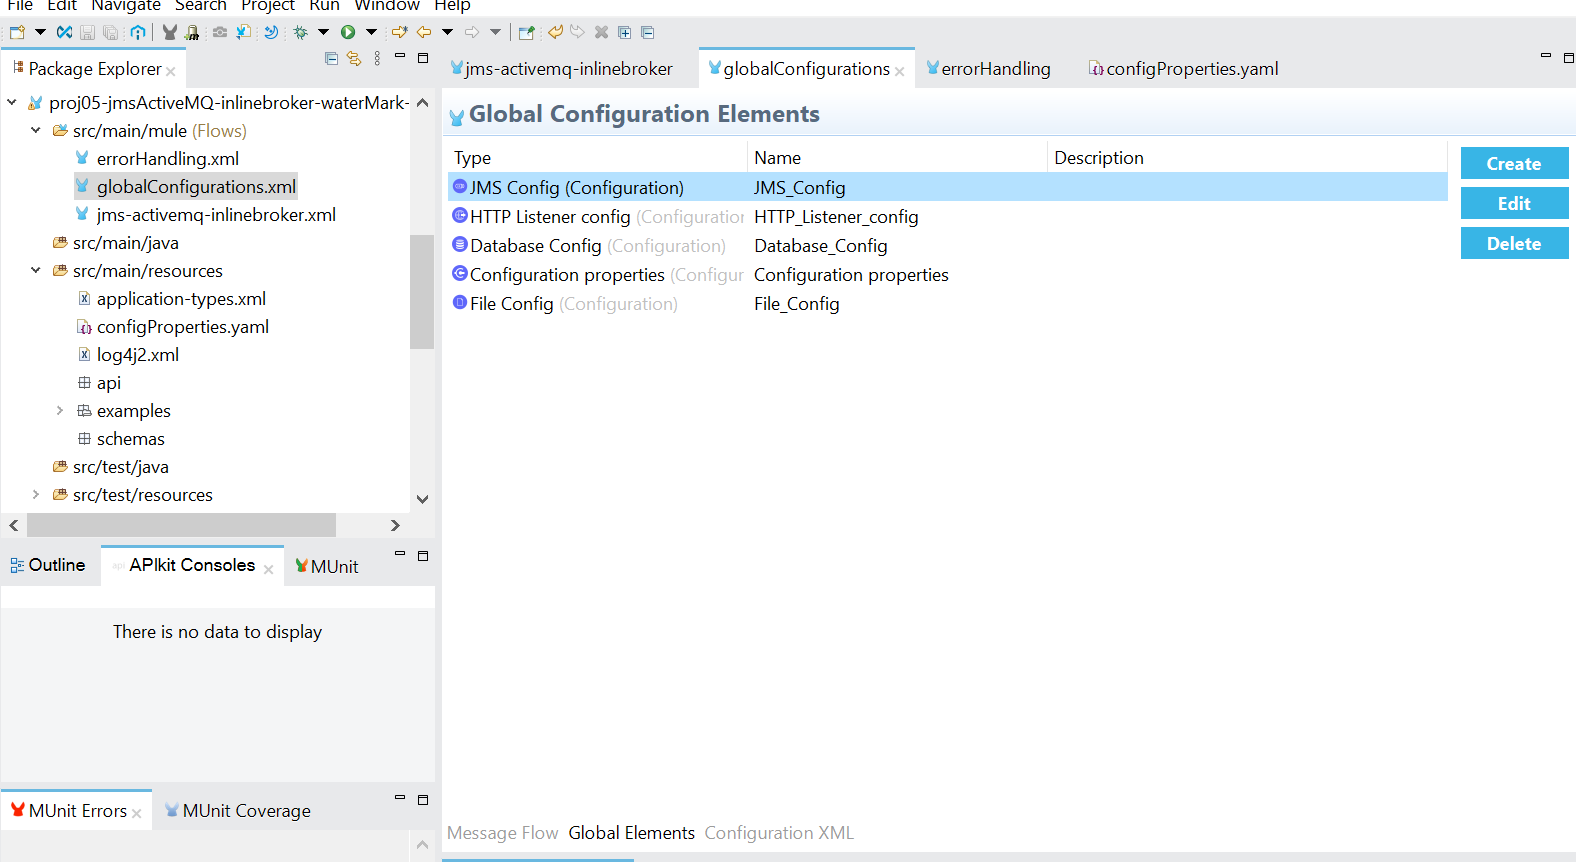 File Edit Navigate Search Project Run Window Help
Package Explorer
proj05-jmsActiveMQ-inlinebroker-waterMark-
src/main/mule (Flows)
errorHandling.xml
globalConfigurations.xml
jms-activemq-inlinebroker.xml
src/main/java
src/main/resources
application-types.xml
configProperties.yaml
log4j2.xml
api
examples
schemas
src/test/java
src/test/resources
Outline APIkit Consoles MUnit
There is no data to display
MUnit Errors MUnit Coverage
jms-activemq-inlinebroker globalConfigurations errorHandling configProperties.yaml
Global Configuration Elements
Type Name Description
JMS Config (Configuration) JMS_Config
HTTP Listener config (Configuration HTTP_Listener_config
Database Config (Configuration) Database_Config
Configuration properties (Configur Configuration properties
File Config (Configuration) File_Config
Create
Edit
Delete
Message Flow Global Elements Configuration XML